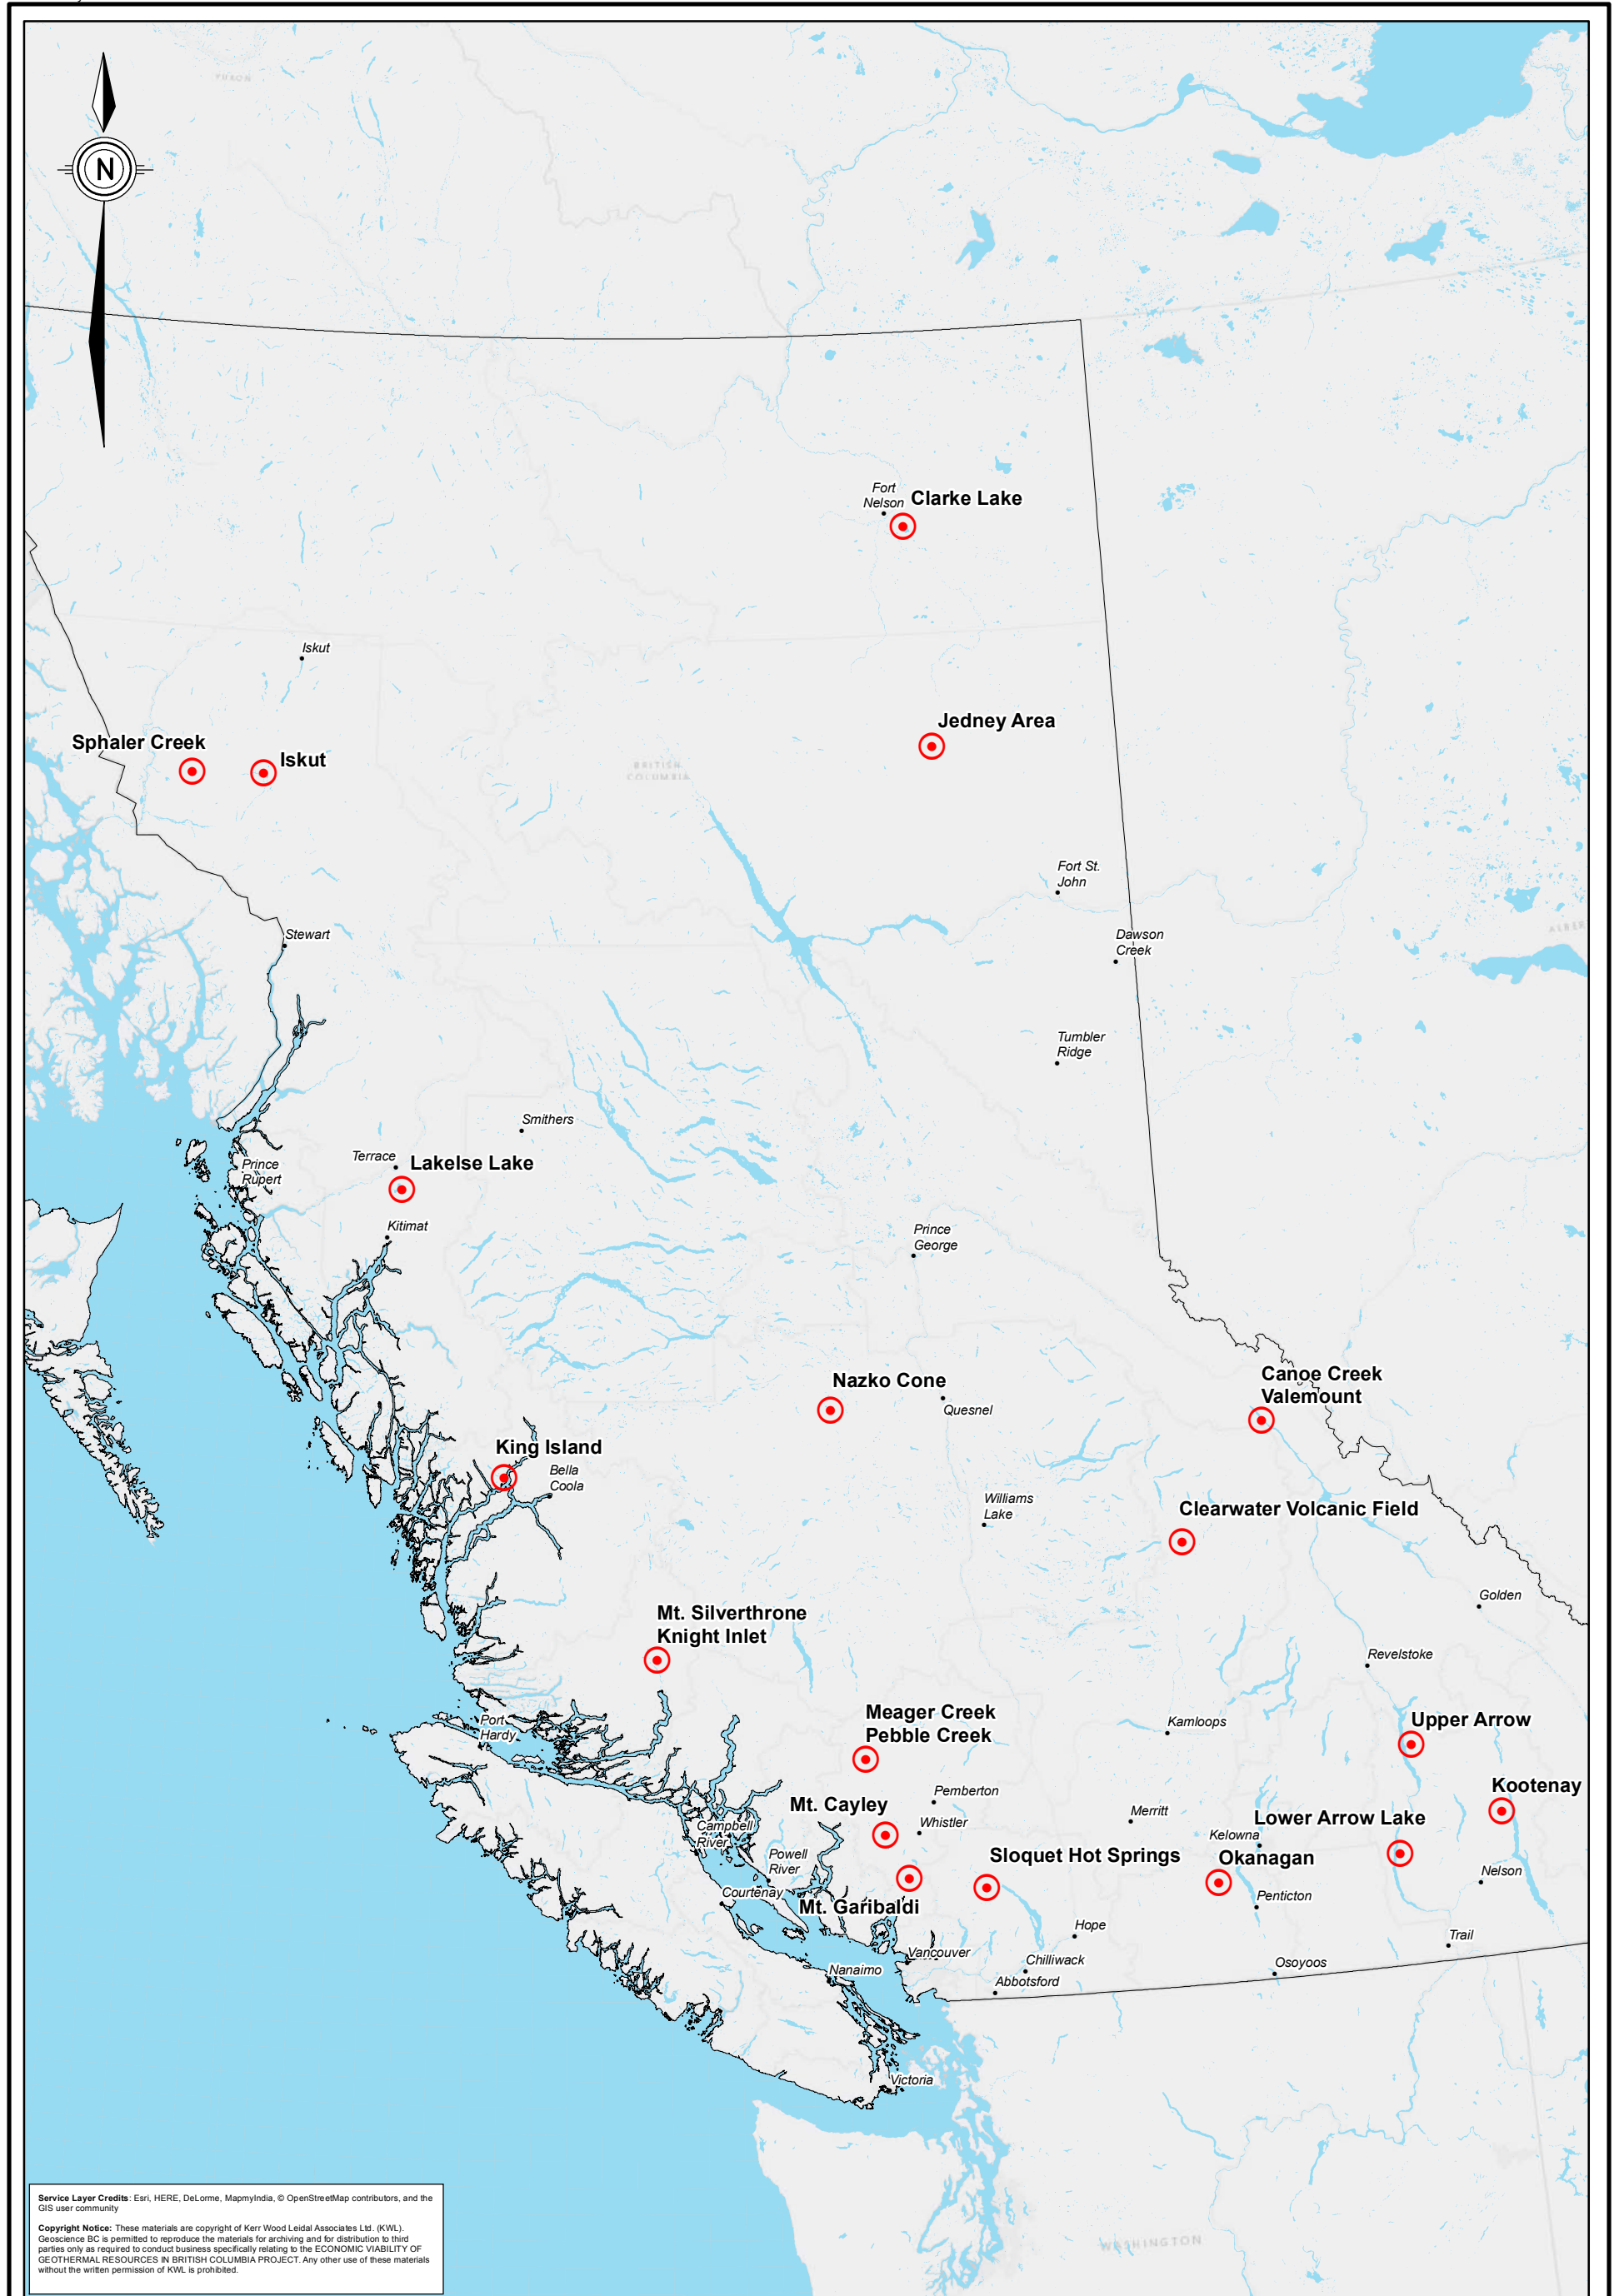 YUKON
N
Fort
Nelson
Clarke Lake
Iskut
Jedney Area
Sphaler Creek
Iskut
BRITISH
COLUMBIA
Fort St.
John
ALBER
Stewart
Dawson
Creek
Tumbler
Ridge
Smithers
Terrace
Lakelse Lake
Prince
Rupert
Kitimat
Prince
George
Canoe Creek
Valemount
Nazko Cone
Quesnel
King Island
Bella
Coola
Williams
Lake
Clearwater Volcanic Field
Golden
Mt. Silverthrone
Knight Inlet
Revelstoke
Meager Creek
Pebble Creek
Port
Hardy
Kamloops
Upper Arrow
Kootenay
Pemberton
Mt. Cayley
Merritt
Whistler
Lower Arrow Lake
Campbell
River
Kelowna
Powell
River
Sloquet Hot Springs
Okanagan
Nelson
Courtenay
Penticton
Mt. Garibaldi
Hope
Trail
Vancouver
Chilliwack
Osoyoos
Nanaimo
Abbotsford
Victoria
WASHINGTON
Service Layer Credits: Esri, HERE, DeLorme, MapmyIndia, © OpenStreetMap contributors, and the
GIS user community
Copyright Notice: These materials are copyright of Kerr Wood Leidal Associates Ltd. (KWL).
Geoscience BC is permitted to reproduce the materials for archiving and for distribution to third
parties only as required to conduct business specifically relating to the ECONOMIC VIABILITY OF
GEOTHERMAL RESOURCES IN BRITISH COLUMBIA PROJECT. Any other use of these materials
without the written permission of KWL is prohibited.